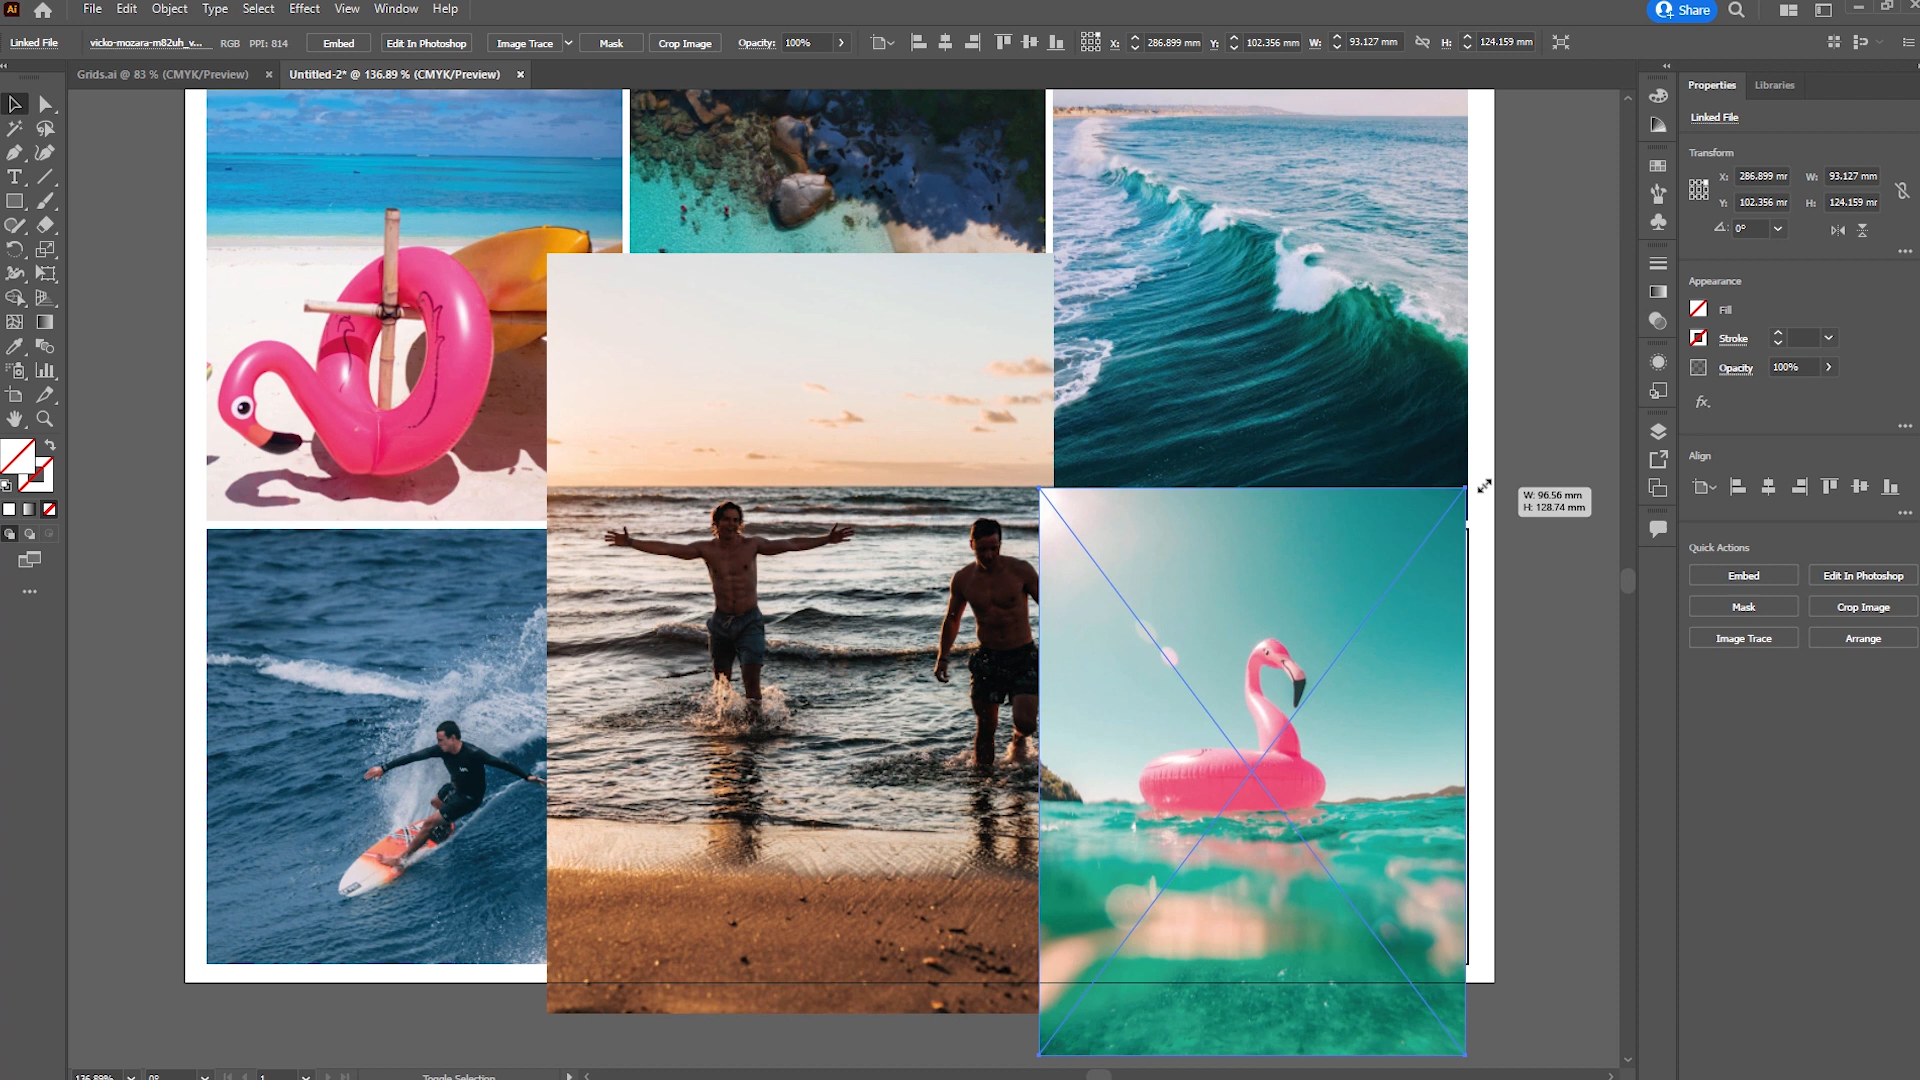 Ai File Edit Object Type Select Effect View Window Help Share
Linked File vicko-mozara-m82uh_v... RGB PPI: 814 Embed Edit In Photoshop Image Trace Mask Crop Image Opacity: 100% X: 286.899 mm Y: 102.356 mm W: 93.127 mm H: 124.159 mm
Grids.ai @ 83 % (CMYK/Preview) × Untitled-2* @ 136.89 % (CMYK/Preview) ×
Properties Libraries
Linked File
Transform
X: 286.899 mr W: 93.127 mm
Y: 102.356 mr H: 124.159 mr
0°
Appearance
Fill
Stroke
Opacity 100%
fx.
Align
W: 96.56 mm
H: 128.74 mm
Quick Actions
Embed Edit In Photoshop
Mask Crop Image
Image Trace Arrange
136.89% 0° 1 Toggle Selection